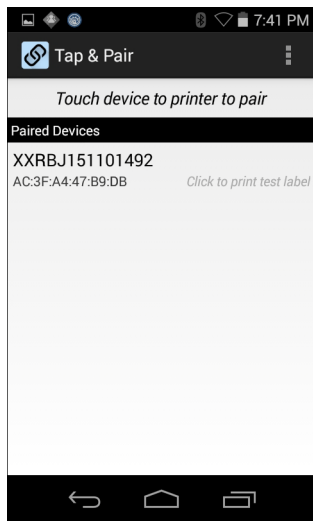 7:41 PM
Tap & Pair
Touch device to printer to pair
Paired Devices
XXRBJ151101492
AC:3F:A4:47:B9:DB Click to print test label